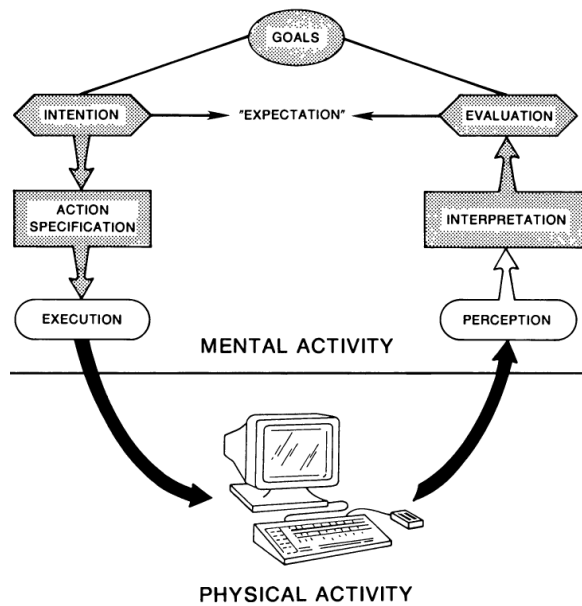 GOALS
INTENTION
"EXPECTATION"
EVALUATION
ACTION
SPECIFICATION
INTERPRETATION
EXECUTION
PERCEPTION
MENTAL ACTIVITY
PHYSICAL ACTIVITY